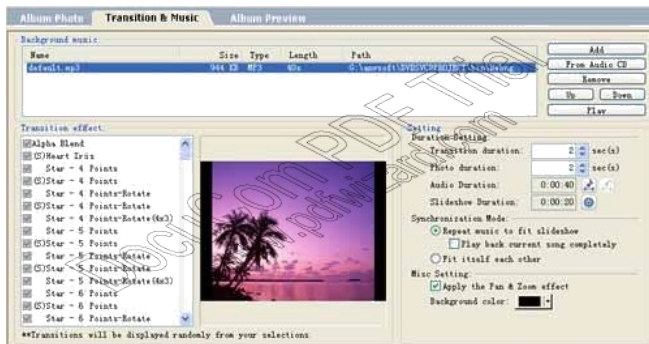 Album Photo Transition & Music Album Preview
Background music:
Name Size Type Length Path
default.mp3 944 KB MP3 40s
Add
From Audio CD
Remove
Up Down
Play
Transition effect:
Alpha Blend
(S)Heart Iris
Star - 4 Points
(S)Star - 4 Points
Star - 4 Points-Rotate
(S)Star - 4 Points-Rotate
Star - 4 Points-Rotate(4x3)
Star - 5 Points
(S)Star - 5 Points
Star - 5 Points-Rotate
(S)Star - 5 Points-Rotate
Star - 5 Points-Rotate(4x3)
Star - 6 Points
(S)Star - 6 Points
Star - 6 Points-Rotate
**Transitions will be displayed randomly from your selections
Setting
Duration Setting
Transition duration: 2 sec(s)
Photo duration: 2 sec(s)
Audio Duration: 0:00:40
Slideshow Duration: 0:00:20
Synchronization Mode:
Repeat music to fit slideshow
Play back current song completely
Fit itself each other
Misc Setting:
Apply the Pan & Zoom effect
Background color:
PDF Trial
www.pdfwizard.com